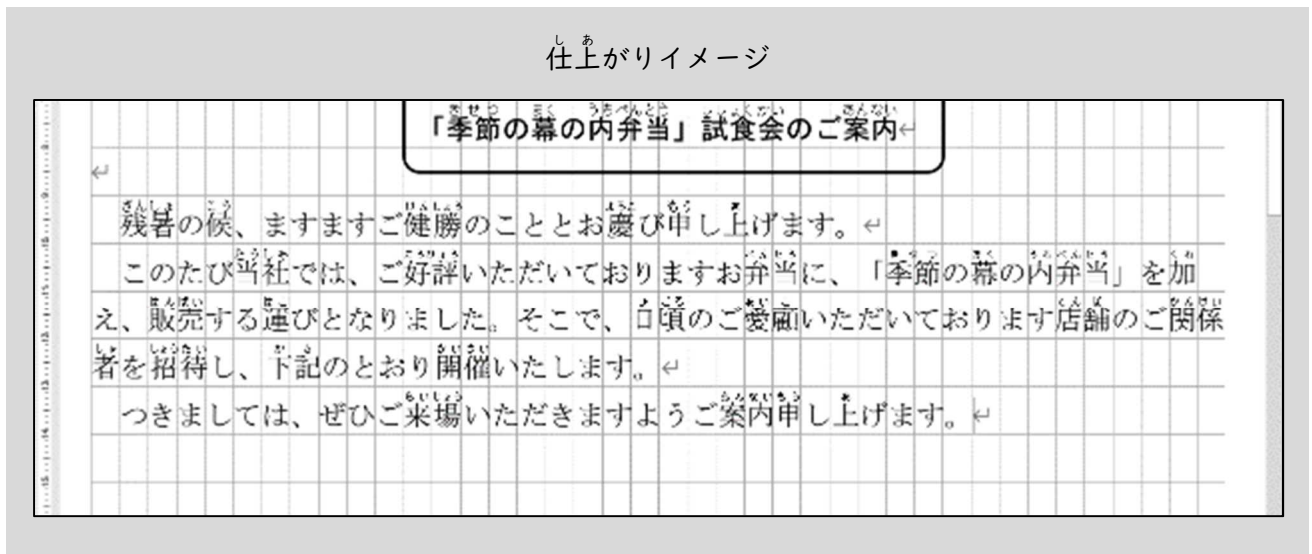 仕上がりイメージ
「季節の幕の内弁当」試食会のご案内↵
↵
残暑の候、ますますご健勝のこととお慶び申し上げます。↵
このたび当社では、ご好評いただいておりますお弁当に、「季節の幕の内弁当」を加
え、販売する運びとなりました。そこで、日頃のご愛顧いただいております店舗のご関係
者を招待し、下記のとおり開催いたします。↵
つきましては、ぜひご来場いただきますようご案内申し上げます。↵